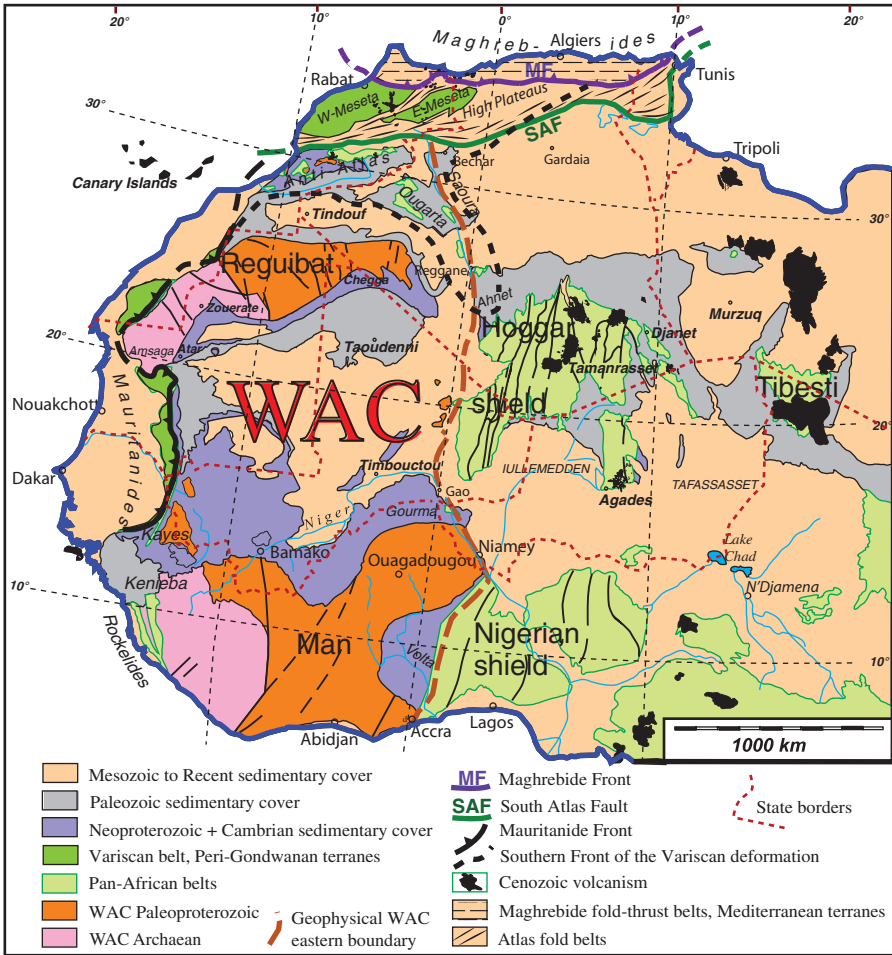 20° 10° 0° 10° 20°
Maghreb-ides
Algiers
MF
Rabat
Tunis
W-Meseta
E-Meseta
High Plateaus
30°
SAF
Tripoli
Bechar
Gardaia
Anti-Atlas
Saoura
Canary Islands
Ougarta
Tindouf
30°
Reguibat
Reggane
Chegga
Ahnet
Zouerate
Hoggar
Murzuq
20°
Djanet
Amsaga
Atar
Taoudenni
Tamanrasset
Tibesti
Mauritanides
WAC
shield
Nouakchott
20°
Timbouctou
IULLEMEDDEN
TAFASSASSET
Dakar
Agades
Gao
Niger
Gourma
Kayes
Lake
Chad
Bamako
Niamey
Ouagadougou
Kenieba
N'Djamena
10°
Rockelides
Man
Nigerian
shield
Volta
10°
Lagos
Accra
Abidjan
1000 km
Mesozoic to Recent sedimentary cover
Paleozoic sedimentary cover
Neoproterozoic + Cambrian sedimentary cover
Variscan belt, Peri-Gondwanan terranes
Pan-African belts
WAC Paleoproterozoic
WAC Archaean
Geophysical WAC
eastern boundary
MF Maghrebide Front
SAF South Atlas Fault
Mauritanide Front
Southern Front of the Variscan deformation
Cenozoic volcanism
Maghrebide fold-thrust belts, Mediterranean terranes
Atlas fold belts
State borders